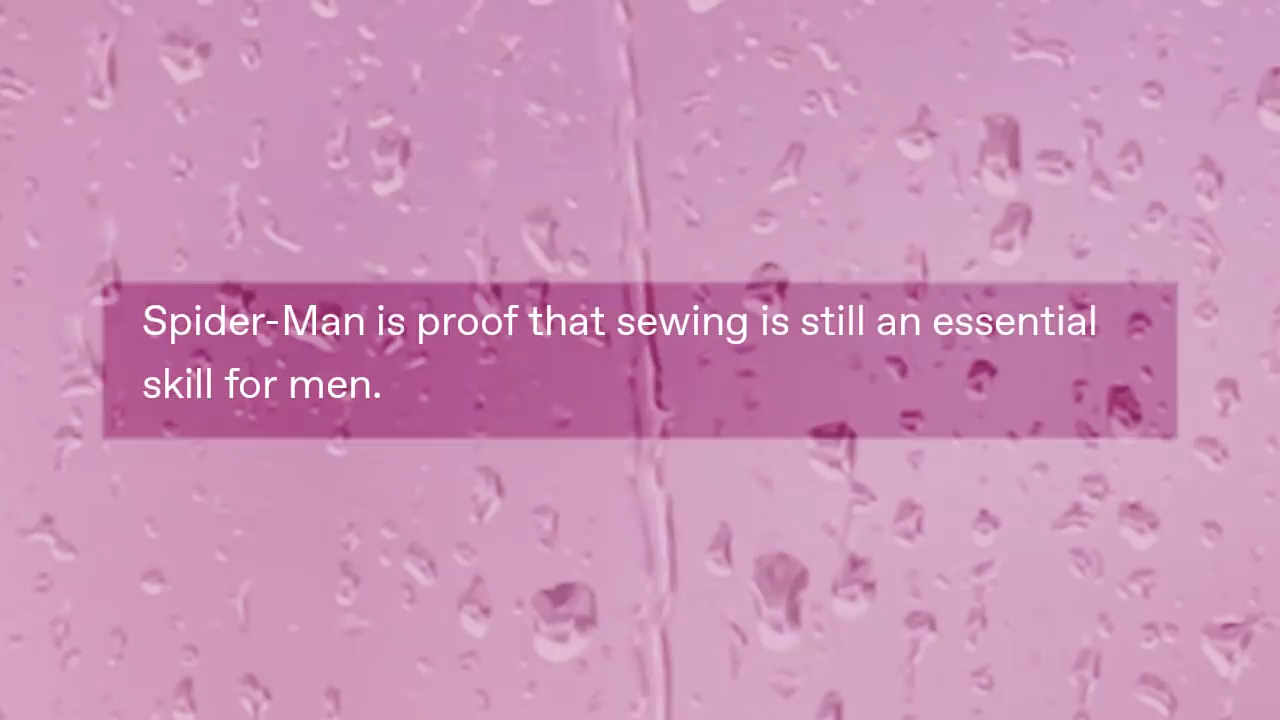 Spider-Man is proof that sewing is still an essential
skill for men.